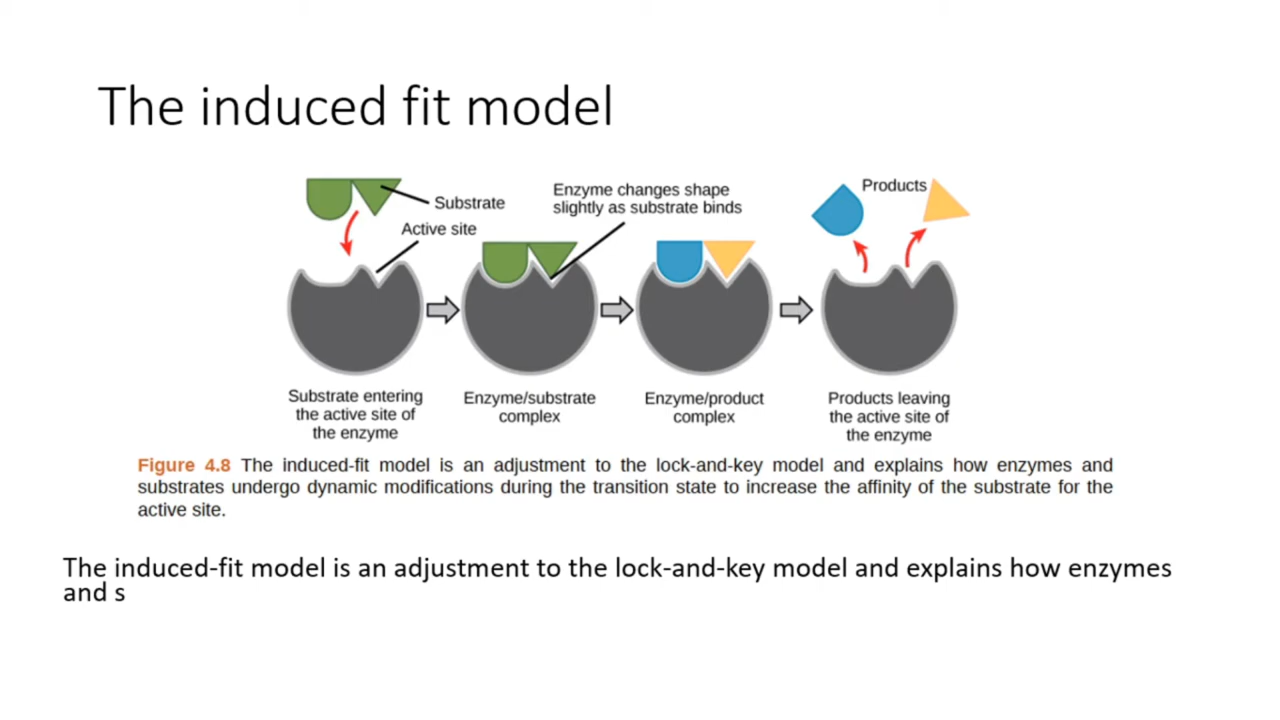 The induced fit model
Substrate
Active site
Enzyme changes shape
slightly as substrate binds
Products
Substrate entering
the active site of
the enzyme
Enzyme/substrate
complex
Enzyme/product
complex
Products leaving
the active site of
the enzyme
Figure 4.8 The induced-fit model is an adjustment to the lock-and-key model and explains how enzymes and
substrates undergo dynamic modifications during the transition state to increase the affinity of the substrate for the
active site.
The induced-fit model is an adjustment to the lock-and-key model and explains how enzymes
and s